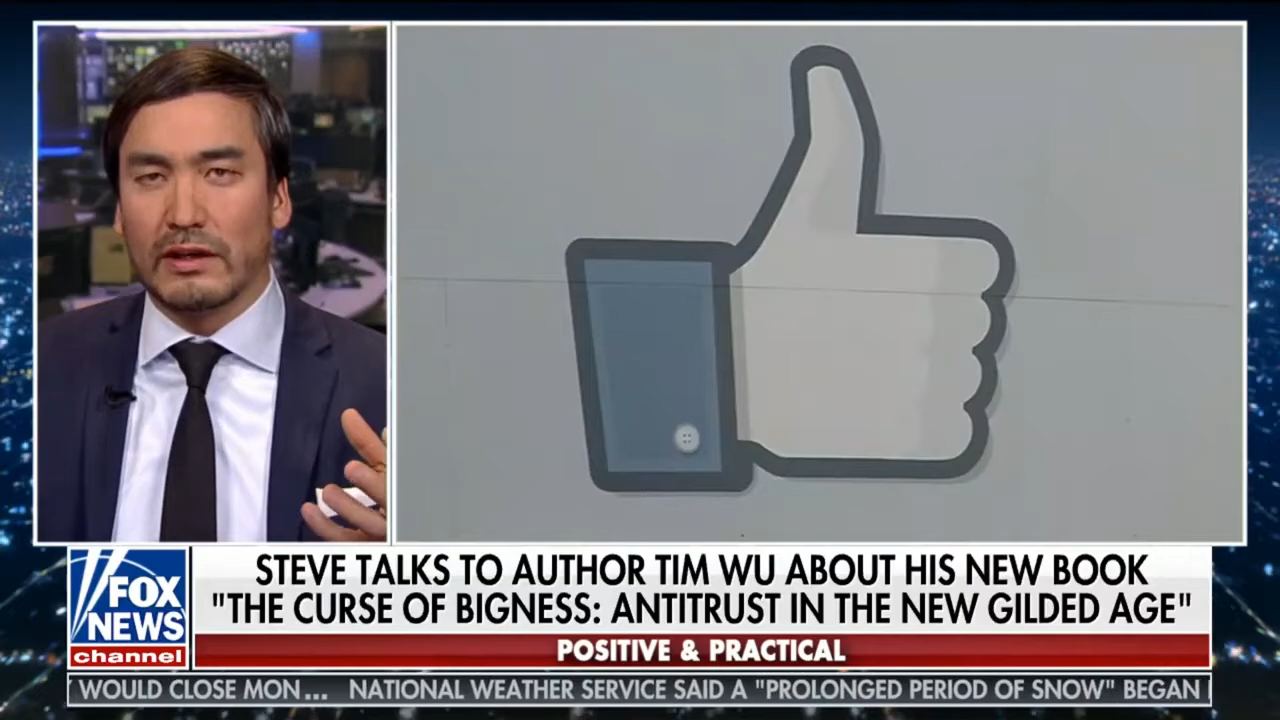 STEVE TALKS TO AUTHOR TIM WU ABOUT HIS NEW BOOK
"THE CURSE OF BIGNESS: ANTITRUST IN THE NEW GILDED AGE"
FOX
NEWS
channel
POSITIVE & PRACTICAL
WOULD CLOSE MON... NATIONAL WEATHER SERVICE SAID A "PROLONGED PERIOD OF SNOW" BEGAN